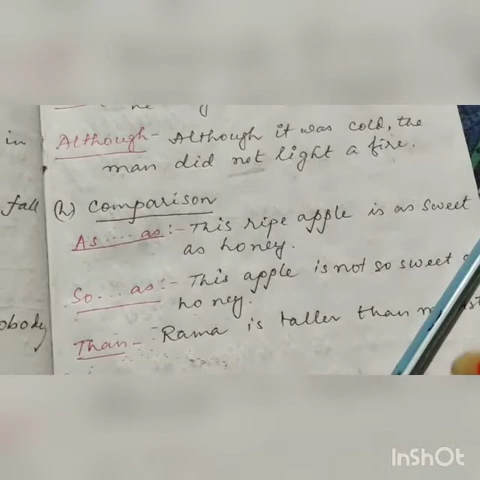 in
Although - Although it was cold, the
man did not light a fire.
fall (h) Comparison
As....as :- This ripe apple is as sweet
as honey.
So...as :- This apple is not so sweet
honey.
obody
Than - Rama is taller than
InShOt